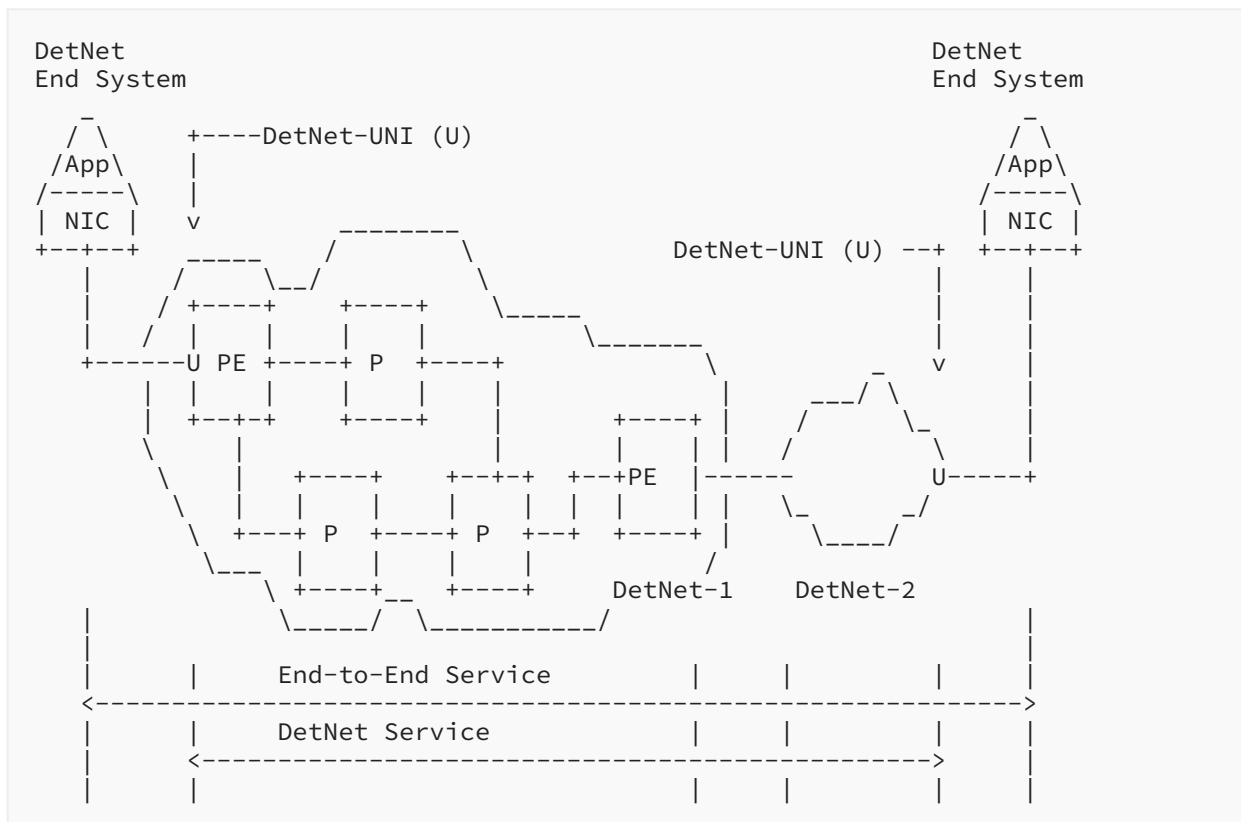 DetNet DetNet
End System End System
+----DetNet-UNI (U)
/App\ /App\
| NIC | | NIC |
DetNet-UNI (U) --+
U PE P
PE U
P P
DetNet-1 DetNet-2
End-to-End Service
DetNet Service